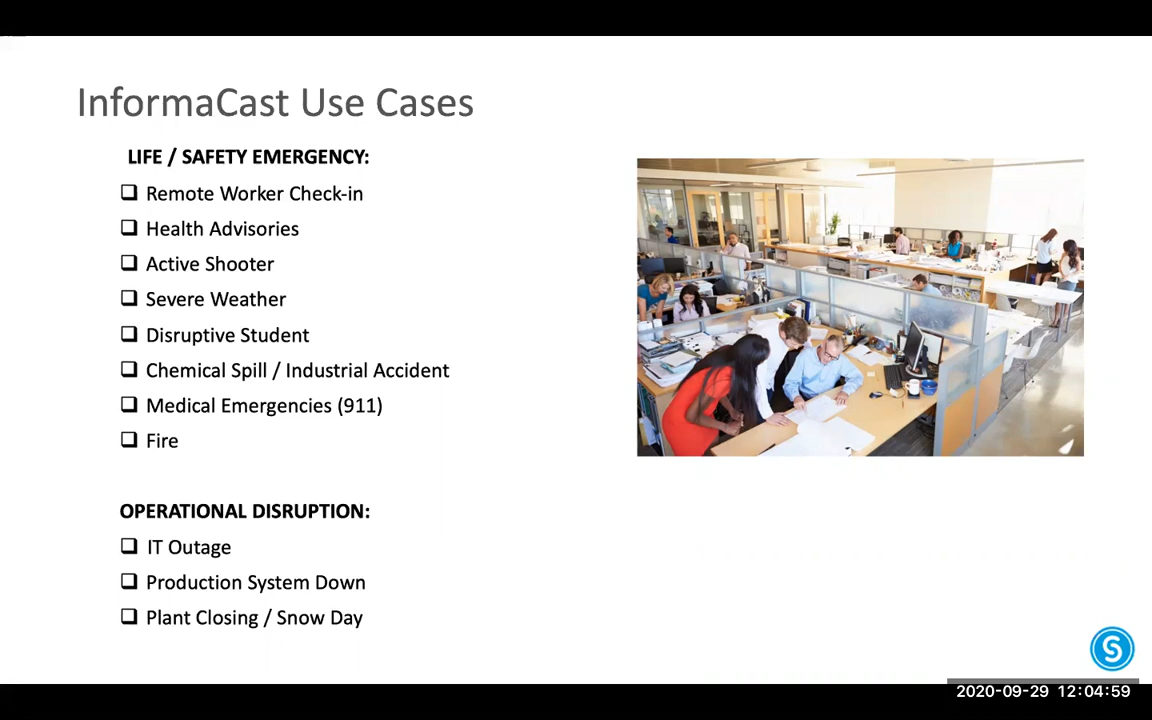 InformaCast Use Cases
LIFE / SAFETY EMERGENCY:
❑ Remote Worker Check-in
❑ Health Advisories
❑ Active Shooter
❑ Severe Weather
❑ Disruptive Student
❑ Chemical Spill / Industrial Accident
❑ Medical Emergencies (911)
❑ Fire
OPERATIONAL DISRUPTION:
❑ IT Outage
❑ Production System Down
❑ Plant Closing / Snow Day
S
2020-09-29 12:04:59